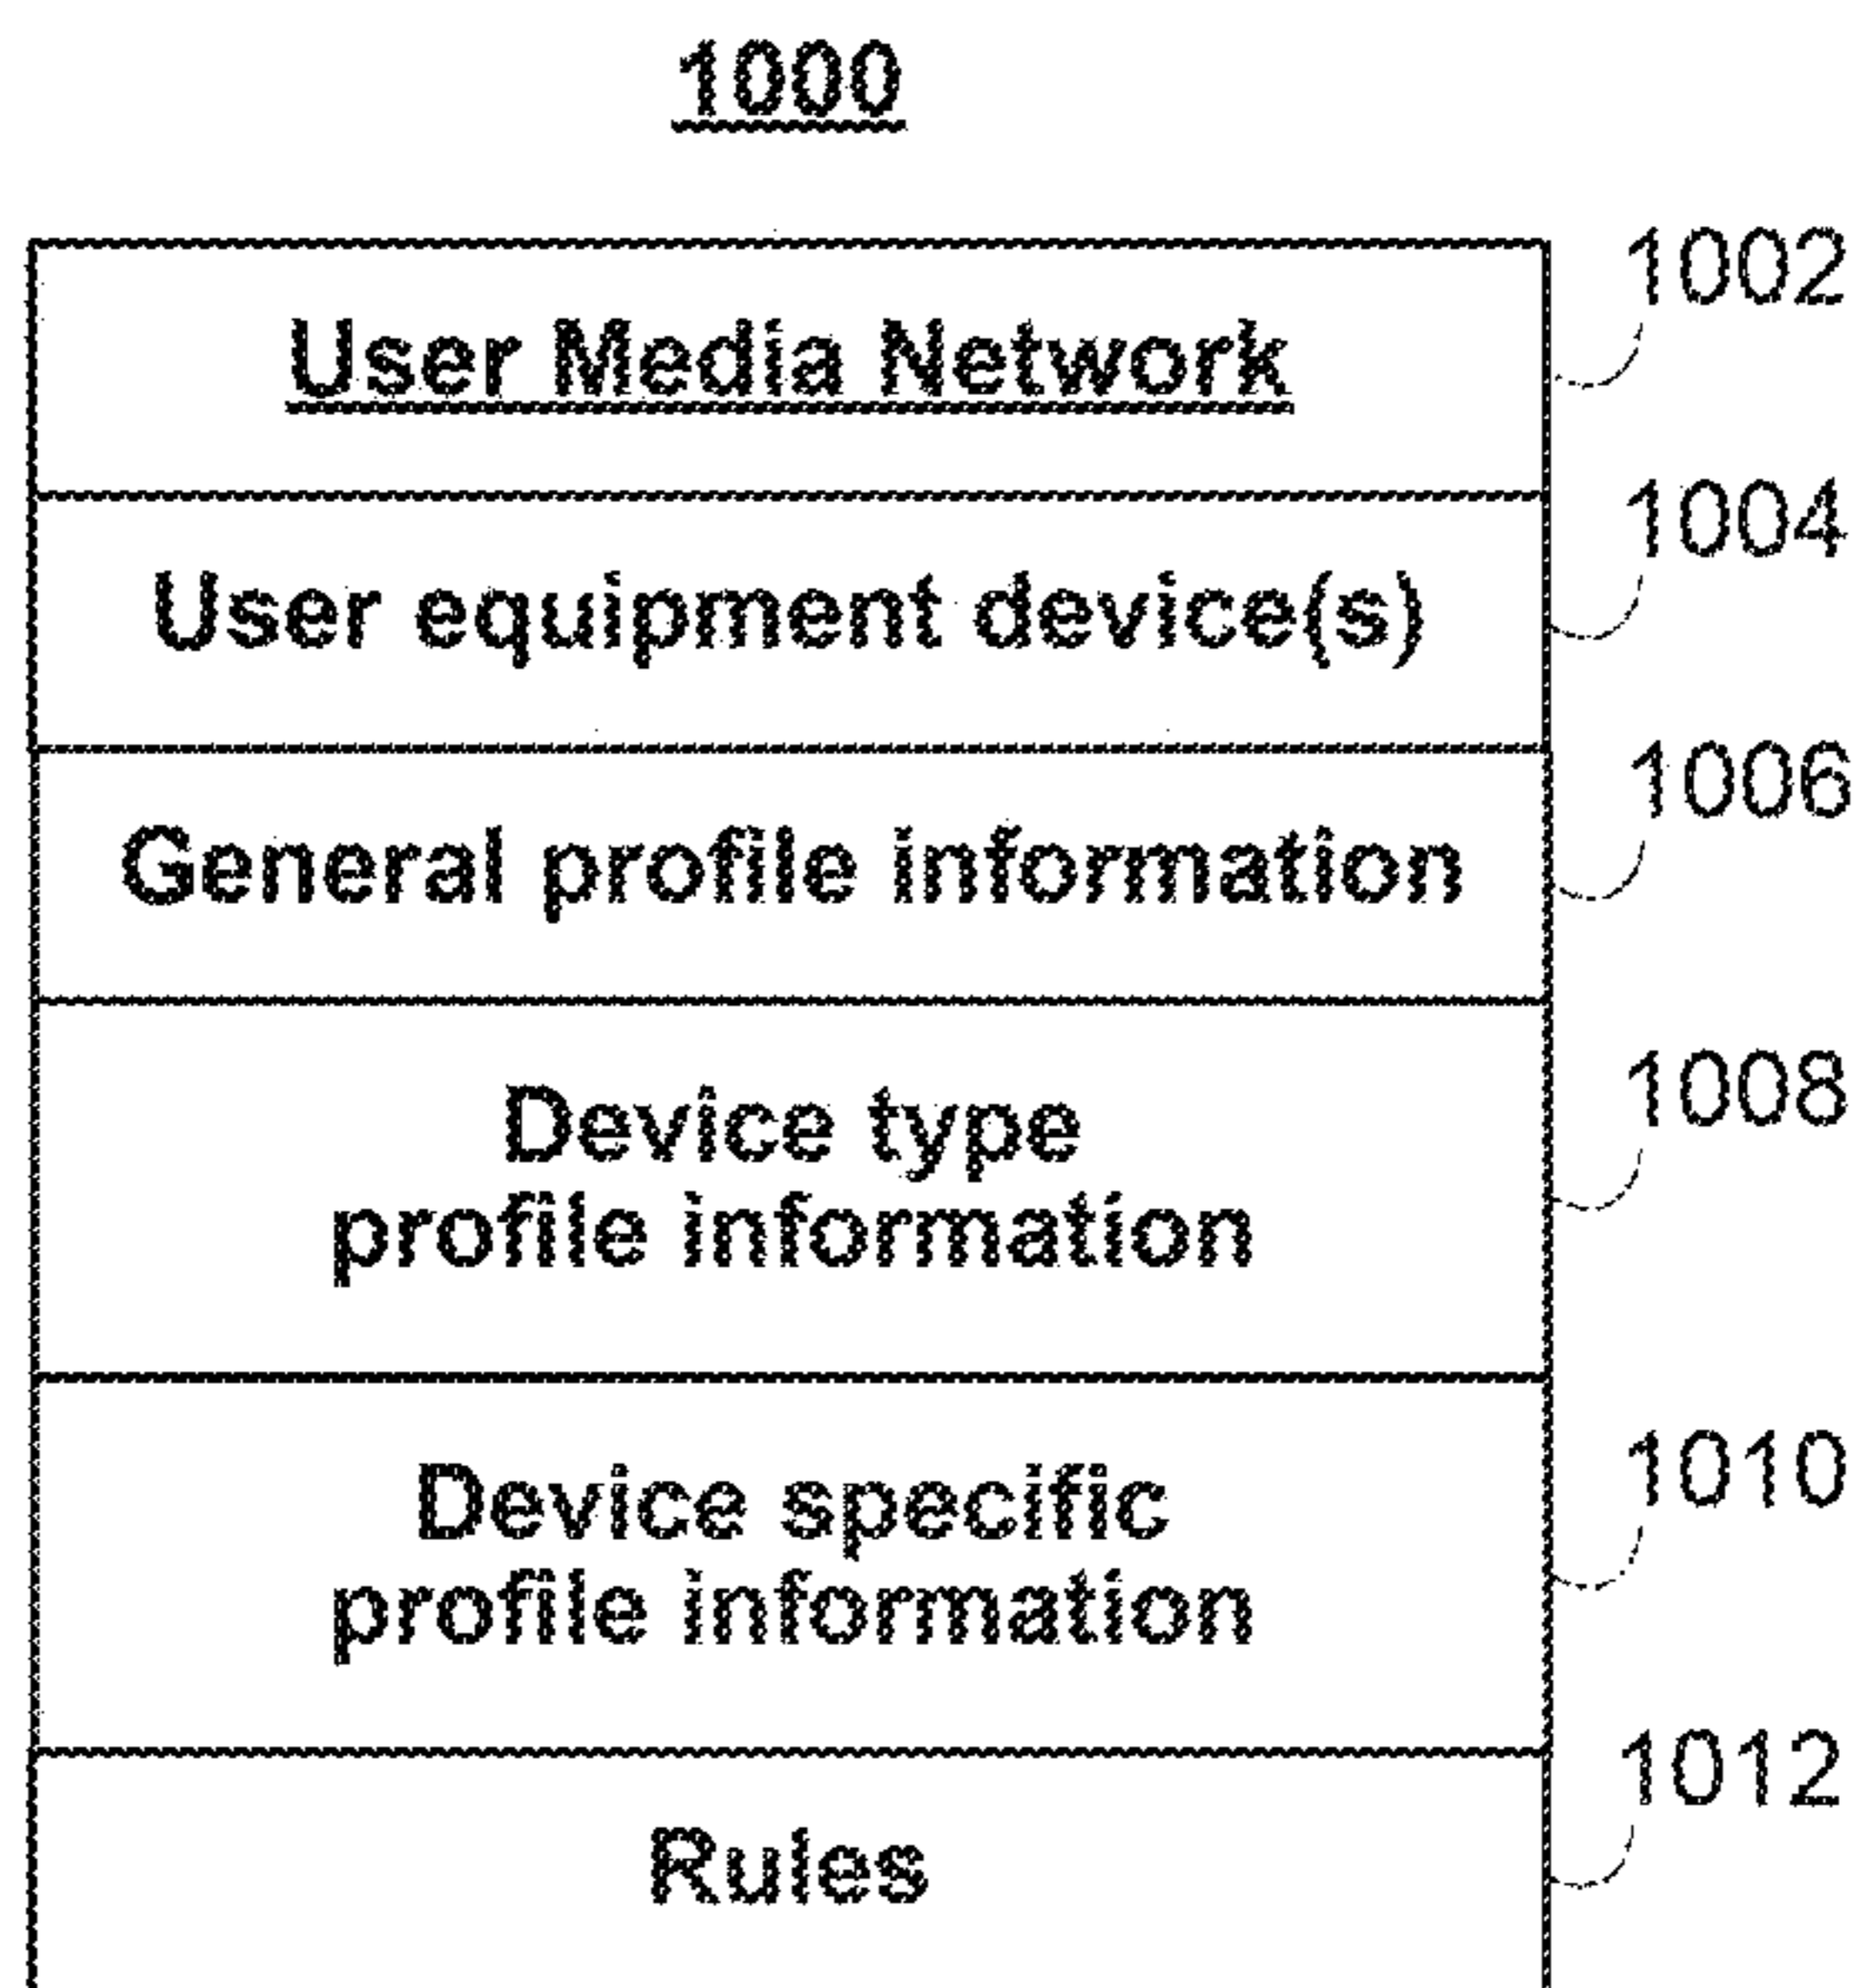 1000
1002
User Media Network
1004
User equipment device(s)
1006
General profile information
1008
Device type
profile information
1010
Device specific
profile information
1012
Rules